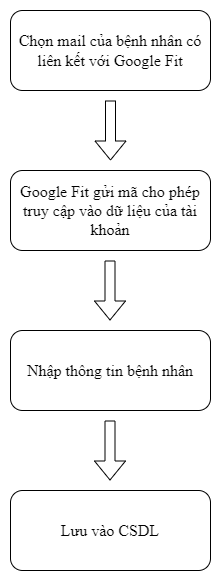 Chọn mail của bệnh nhân có
liên kết với Google Fit
Google Fit gửi mã cho phép
truy cập vào dữ liệu của tài
khoản
Nhập thông tin bệnh nhân
Lưu vào CSDL